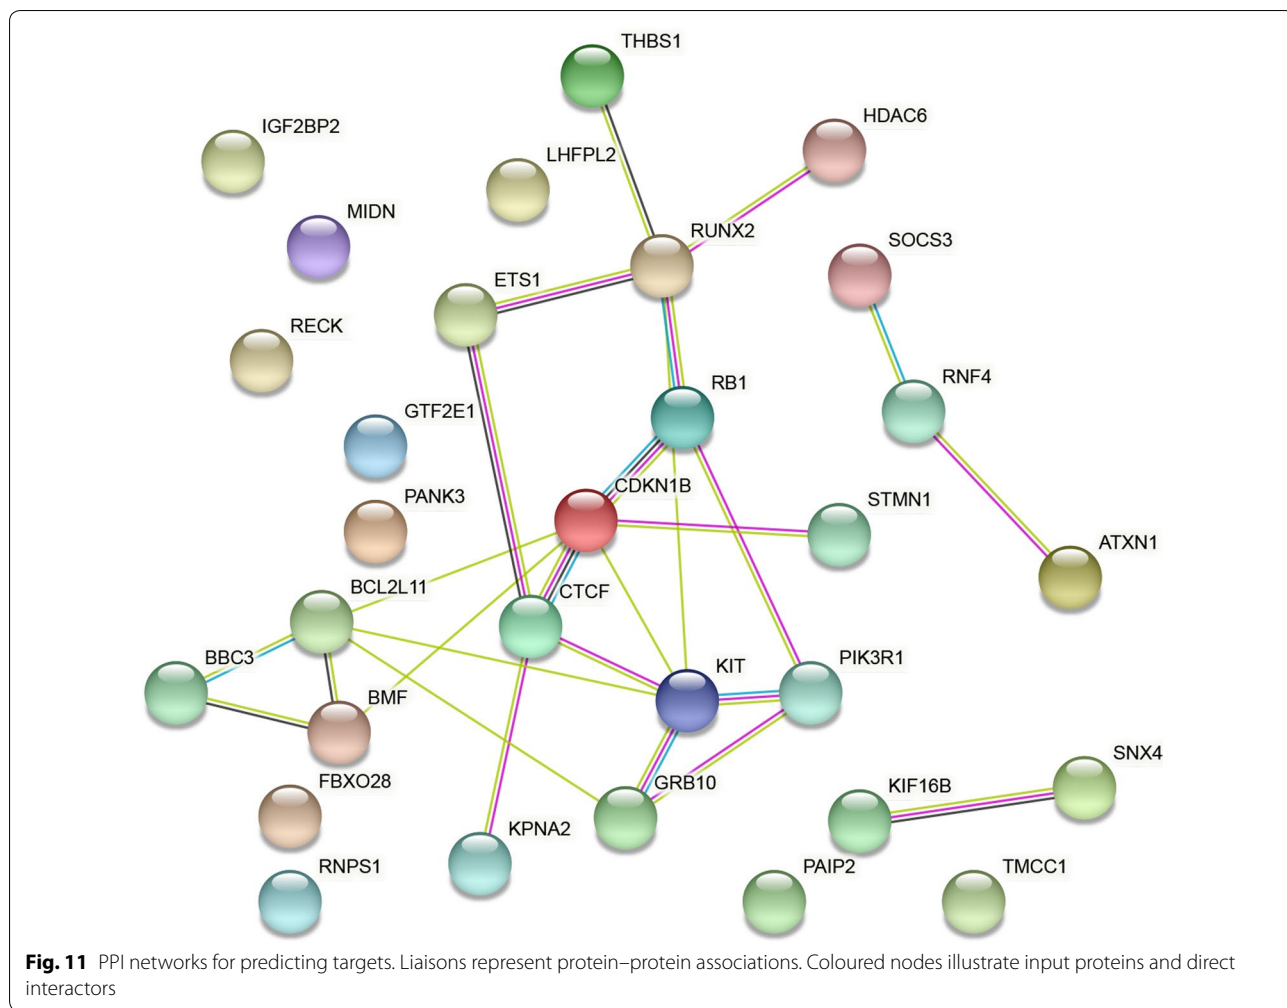 THBS1
HDAC6
IGF2BP2
LHFPL2
MIDN
RUNX2
SOCS3
ETS1
RECK
RNF4
RB1
GTF2E1
CDKN1B
PANK3
STMN1
ATXN1
BCL2L11
CTCF
BBC3
KIT
PIK3R1
BMF
SNX4
FBXO28
GRB10
KIF16B
KPNA2
RNPS1
PAIP2
TMCC1
Fig. 11 PPI networks for predicting targets. Liaisons represent protein–protein associations. Coloured nodes illustrate input proteins and direct
interactors